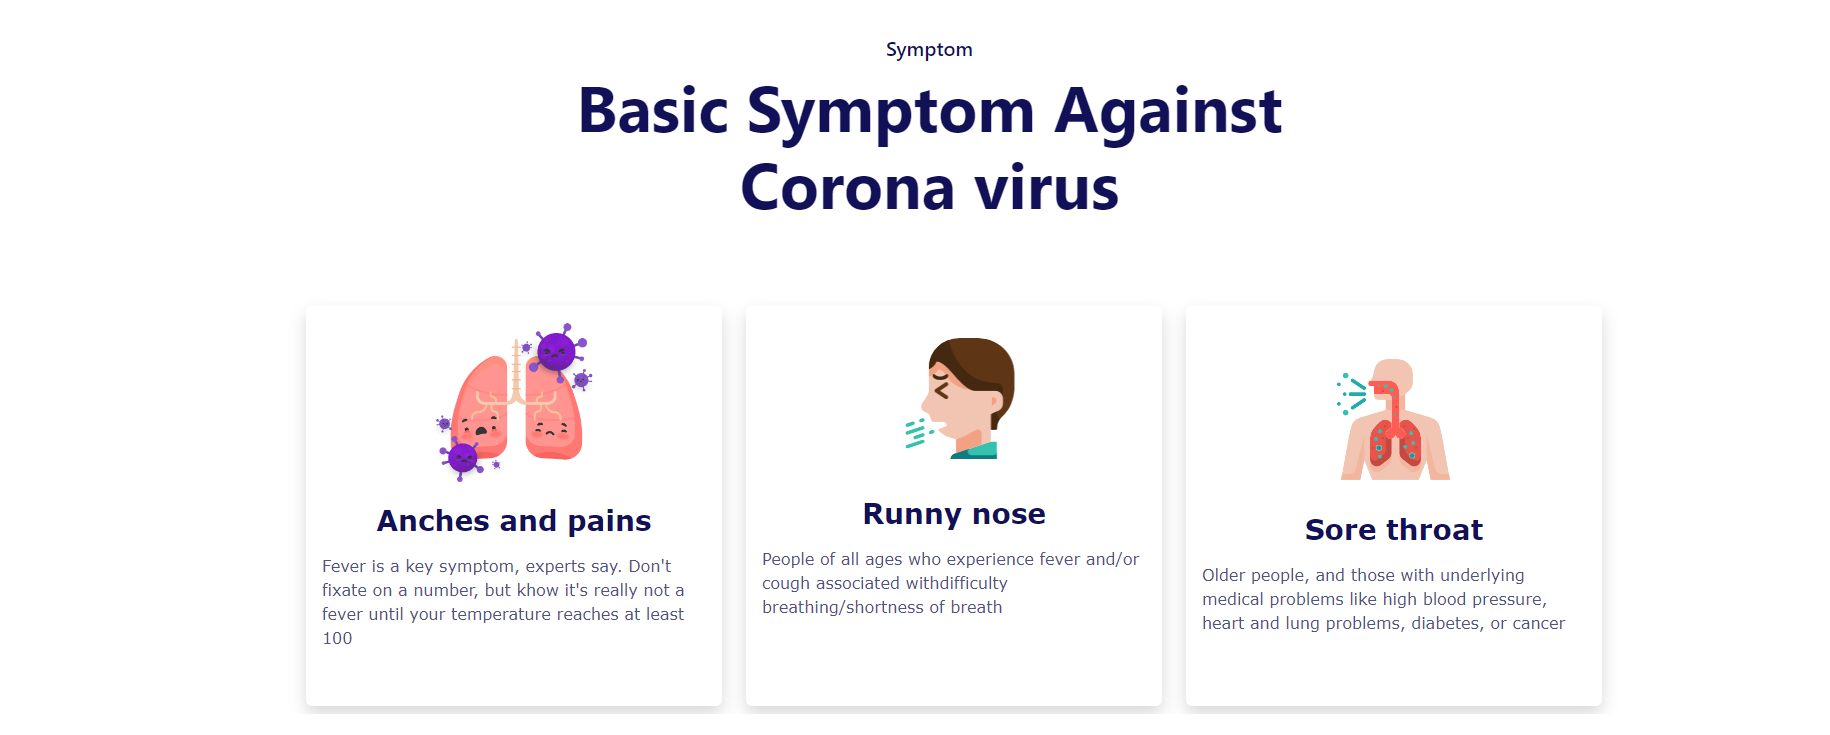 Symptom
Basic Symptom Against
Corona virus
Anches and pains
Fever is a key symptom, experts say. Don't
fixate on a number, but khow it's really not a
fever until your temperature reaches at least
100
Runny nose
People of all ages who experience fever and/or
cough associated withdifficulty
breathing/shortness of breath
Sore throat
Older people, and those with underlying
medical problems like high blood pressure,
heart and lung problems, diabetes, or cancer